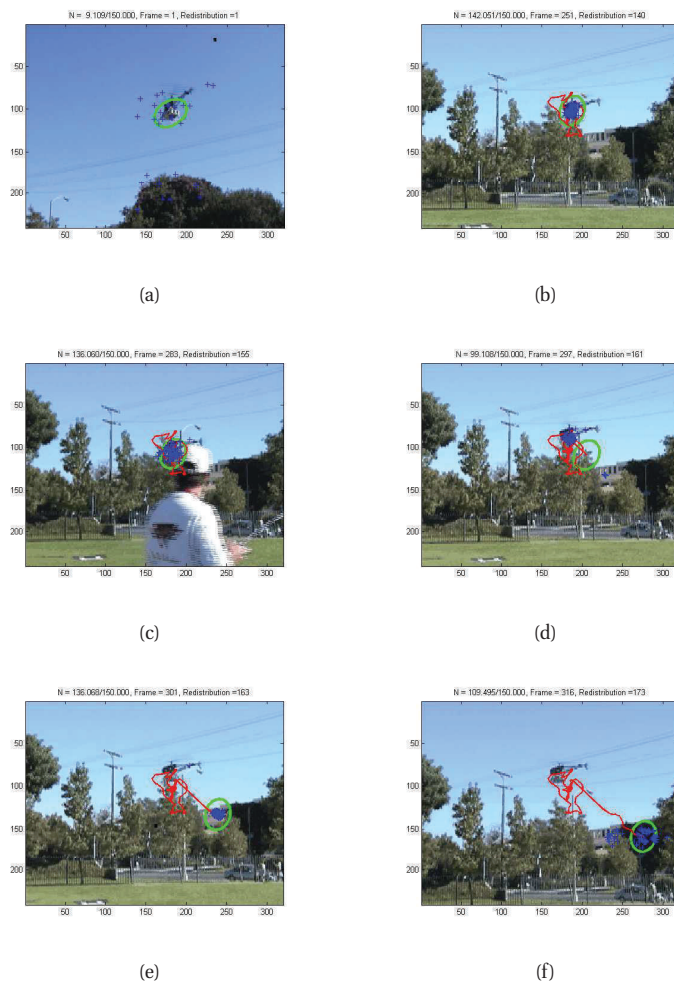 N = 9.109/150.000, Frame = 1, Redistribution =1
50
100
150
200
50 100 150 200 250 300
(a)
N = 142.051/150.000, Frame = 251, Redistribution =140
50
100
150
200
50 100 150 200 250 300
(b)
N = 136.060/150.000, Frame = 283, Redistribution =155
50
100
150
200
50 100 150 200 250 300
(c)
N = 99.108/150.000, Frame = 297, Redistribution =161
50
100
150
200
50 100 150 200 250 300
(d)
N = 136.068/150.000, Frame = 301, Redistribution =163
50
100
150
200
50 100 150 200 250 300
(e)
N = 109.495/150.000, Frame = 316, Redistribution =173
50
100
150
200
50 100 150 200 250 300
(f)